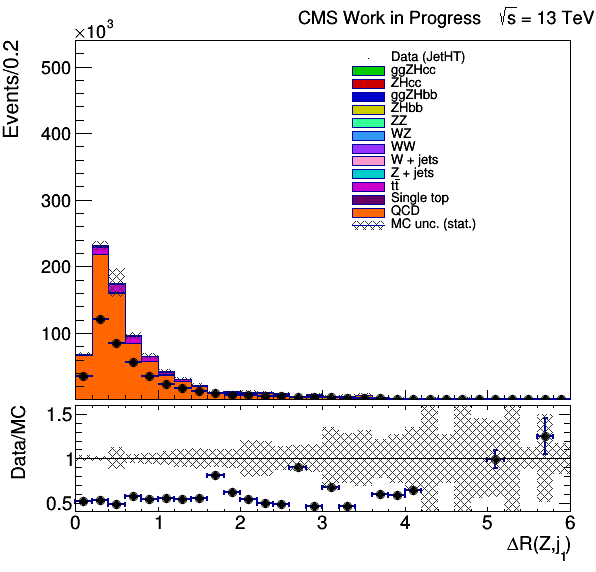 CMS Work in Progress √s = 13 TeV
×10³
Events/0.2
500
400
300
200
100
Data (JetHT)
ggZHcc
ZHcc
ggZHbb
ZHbb
ZZ
WZ
WW
W + jets
Z + jets
tt̄
Single top
QCD
MC unc. (stat.)
Data/MC
1.5
1
0.5
0 1 2 3 4 5 6
ΔR(Z,j₁)